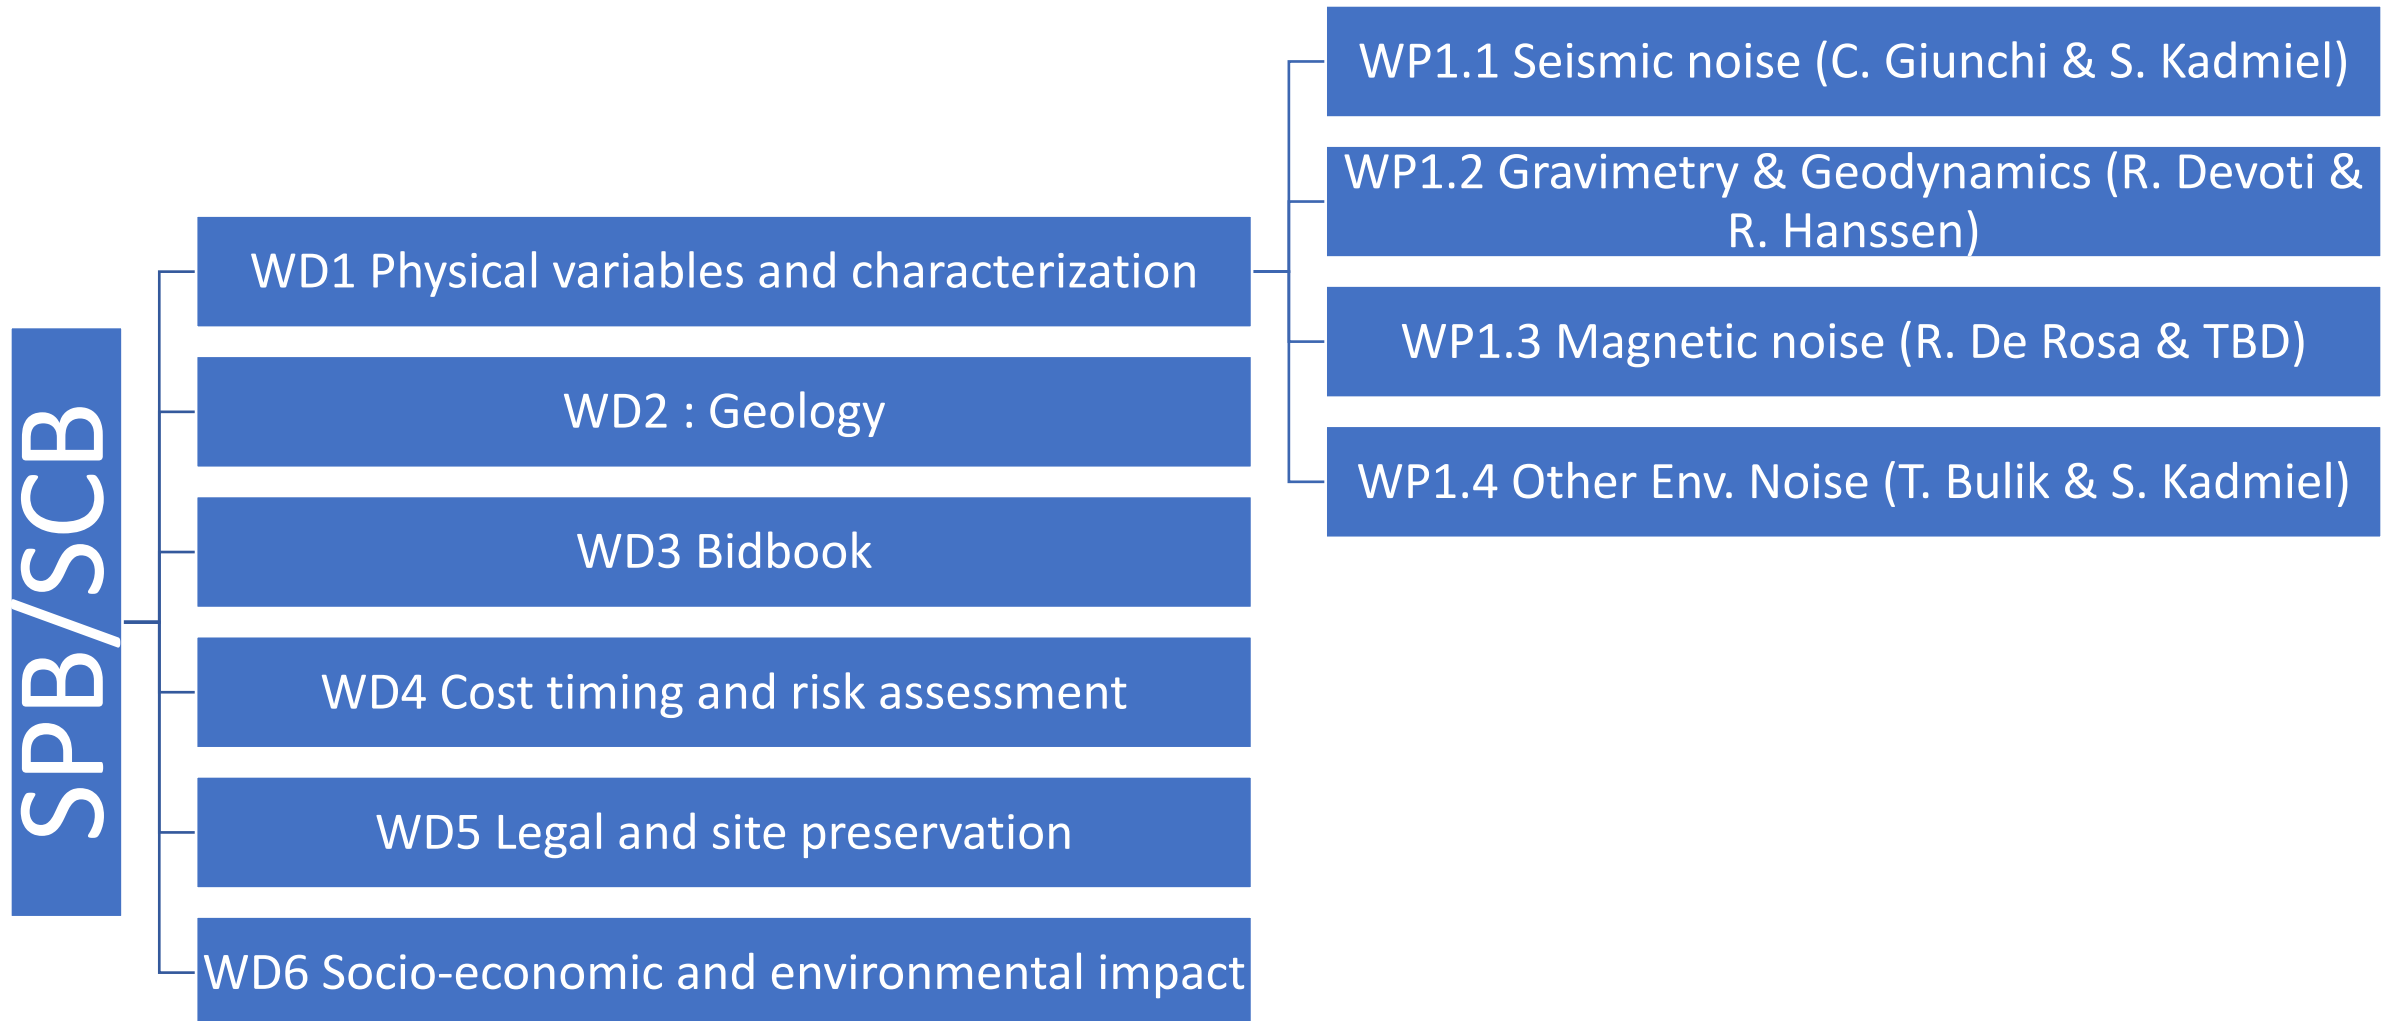 SPB/SCB
WD1 Physical variables and characterization
WP1.1 Seismic noise (C. Giunchi & S. Kadmiel)
WP1.2 Gravimetry & Geodynamics (R. Devoti &
R. Hanssen)
WP1.3 Magnetic noise (R. De Rosa & TBD)
WP1.4 Other Env. Noise (T. Bulik & S. Kadmiel)
WD2 : Geology
WD3 Bidbook
WD4 Cost timing and risk assessment
WD5 Legal and site preservation
WD6 Socio-economic and environmental impact